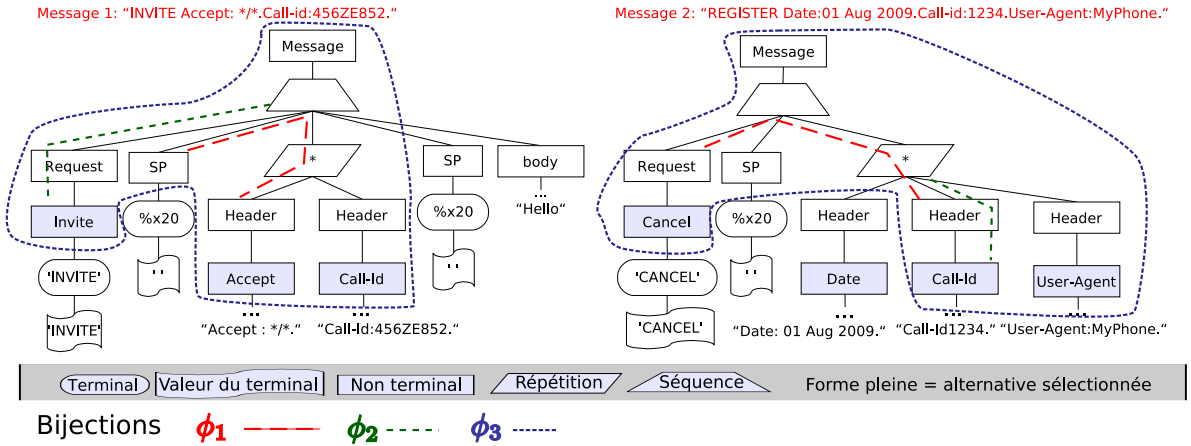 Message 1: “INVITE Accept: */*.Call-id:456ZE852.“
Message 2: “REGISTER Date:01 Aug 2009.Call-id:1234.User-Agent:MyPhone.“
Message
Request
SP
*
SP
body
Invite
%x20
Header
Header
%x20
...
“Hello“
'INVITE'
' '
Accept
Call-Id
' '
'INVITE'
...
...
“Accept : */*.“
“Call-Id:456ZE852.“
Message
Request
SP
*
Cancel
%x20
Header
Header
Header
'CANCEL'
' '
Date
Call-Id
User-Agent
'CANCEL'
...
...
...
“Date: 01 Aug 2009.“
“Call-Id1234.“
“User-Agent:MyPhone.“
Terminal
Valeur du terminal
Non terminal
Répétition
Séquence
Forme pleine = alternative sélectionnée
Bijections
ϕ1
ϕ2
ϕ3